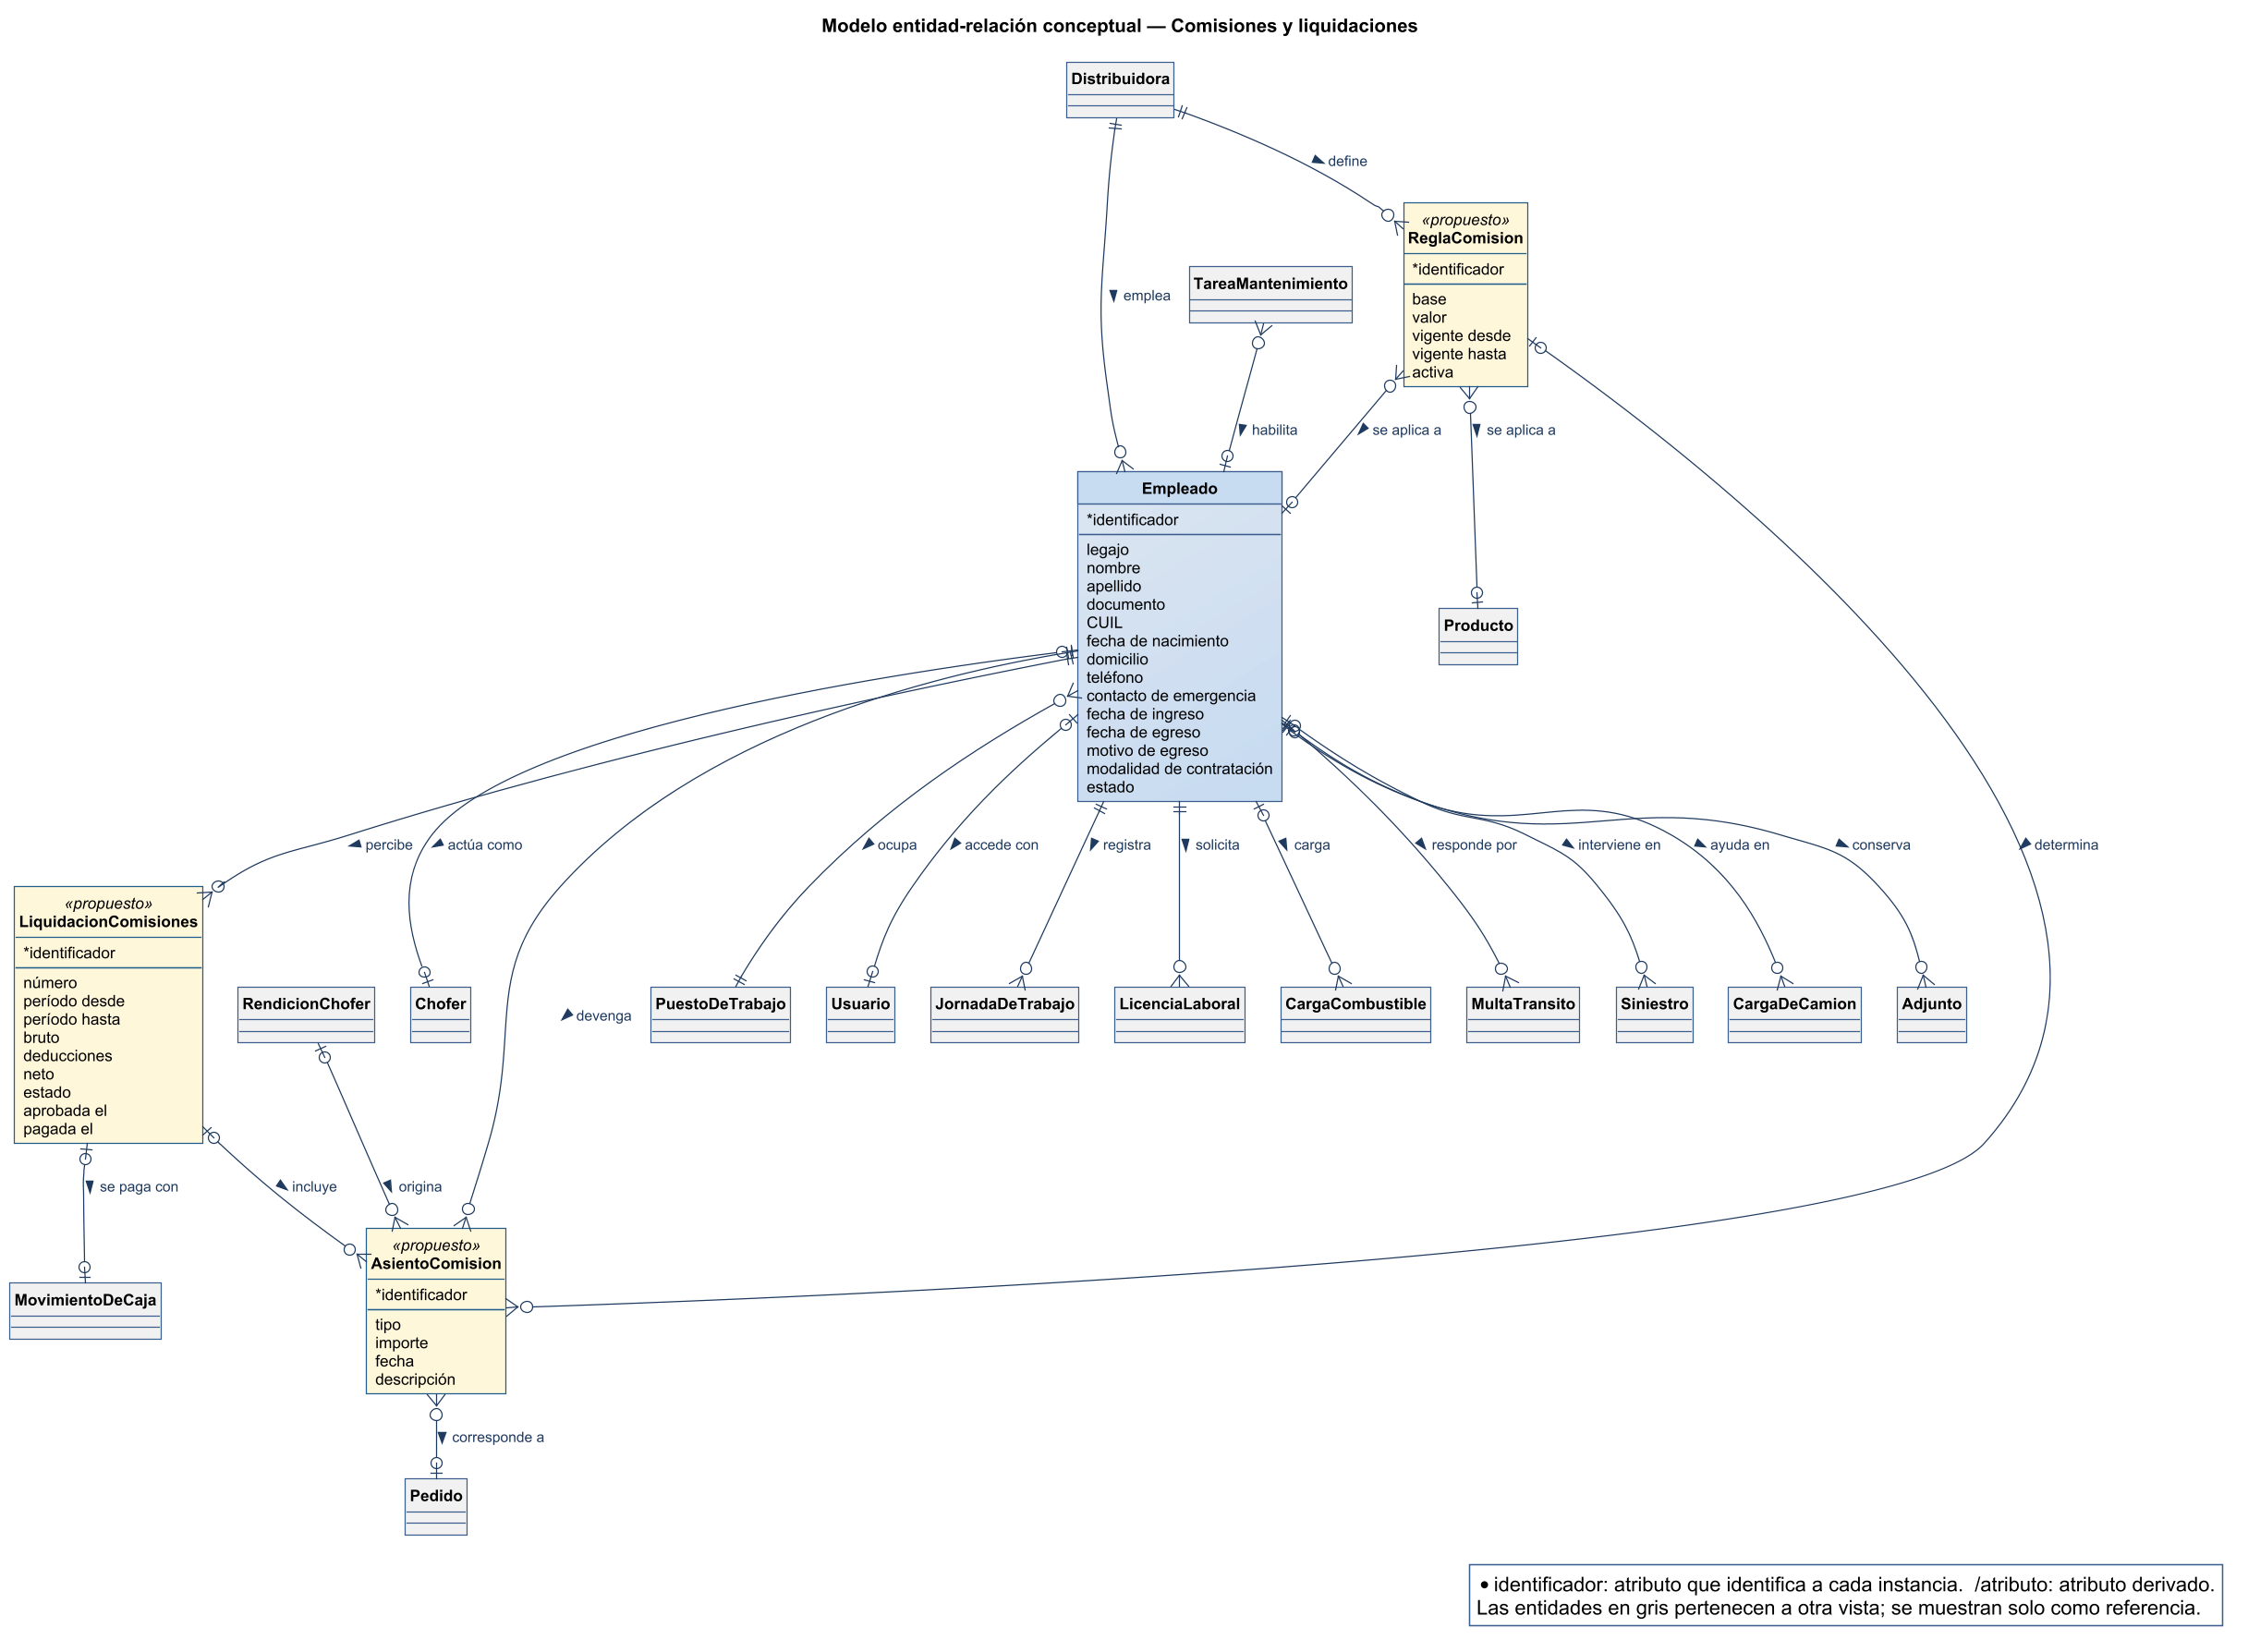 Modelo entidad-relación conceptual — Comisiones y liquidaciones
Distribuidora
define
«propuesto»
ReglaComision
*identificador
base
valor
vigente desde
vigente hasta
activa
TareaMantenimiento
emplea
habilita
se aplica a
se aplica a
Empleado
*identificador
legajo
nombre
apellido
documento
CUIL
fecha de nacimiento
domicilio
teléfono
contacto de emergencia
fecha de ingreso
fecha de egreso
motivo de egreso
modalidad de contratación
estado
Producto
percibe
actúa como
ocupa
accede con
registra
solicita
carga
responde por
interviene en
ayuda en
conserva
determina
«propuesto»
LiquidacionComisiones
*identificador
número
período desde
período hasta
bruto
deducciones
neto
estado
aprobada el
pagada el
RendicionChofer
Chofer
devenga
PuestoDeTrabajo
Usuario
JornadaDeTrabajo
LicenciaLaboral
CargaCombustible
MultaTransito
Siniestro
CargaDeCamion
Adjunto
se paga con
incluye
origina
MovimientoDeCaja
«propuesto»
AsientoComision
*identificador
tipo
importe
fecha
descripción
corresponde a
Pedido
• identificador: atributo que identifica a cada instancia.  /atributo: atributo derivado.
Las entidades en gris pertenecen a otra vista; se muestran solo como referencia.